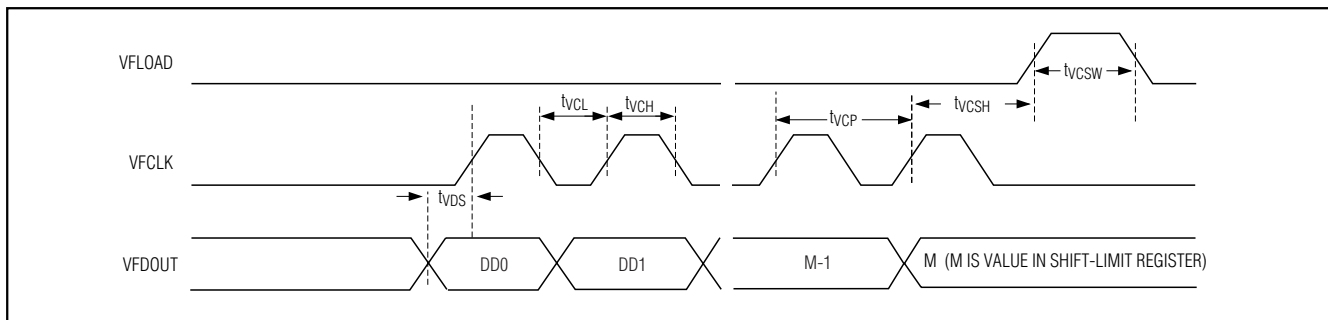 VFLOAD
tVCSW
tVCL
tVCH
tVCSH
tVCP
VFCLK
tVDS
VFDOUT
DD0
DD1
M-1
M (M IS VALUE IN SHIFT-LIMIT REGISTER)